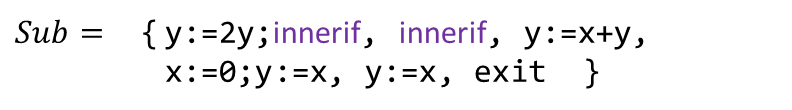 Sub = { y:=2y;innerif, innerif, y:=x+y,
x:=0;y:=x, y:=x, exit }